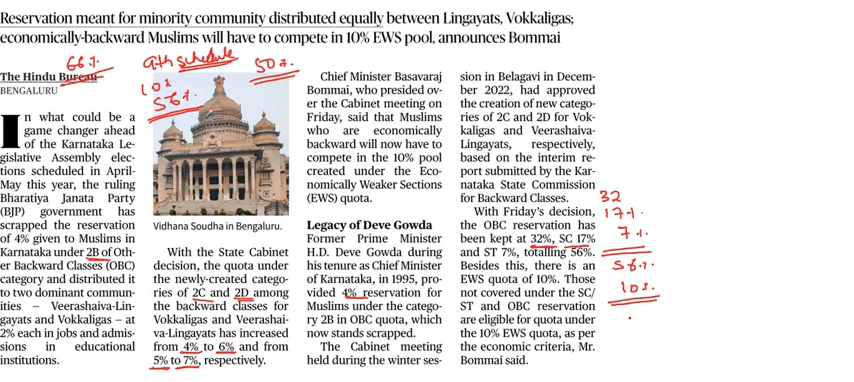 Reservation meant for minority community distributed equally between Lingayats, Vokkaligas;
economically-backward Muslims will have to compete in 10% EWS pool, announces Bommai
66%
The Hindu Bureau
BENGALURU
In what could be a
game changer ahead
of the Karnataka Le-
gislative Assembly elec-
tions scheduled in April-
May this year, the ruling
Bharatiya Janata Party
(BJP) government has
scrapped the reservation
of 4% given to Muslims in
Karnataka under 2B of Oth-
er Backward Classes (OBC)
category and distributed it
to two dominant commun-
ities – Veerashaiva-Lin-
gayats and Vokkaligas – at
2% each in jobs and admis-
sions in educational
institutions.
9th schedule
50%
10%
56%
Vidhana Soudha in Bengaluru.
With the State Cabinet
decision, the quota under
the newly-created catego-
ries of 2C and 2D among
the backward classes for
Vokkaligas and Veerashai-
va-Lingayats has increased
from 4% to 6% and from
5% to 7%, respectively.
Chief Minister Basavaraj
Bommai, who presided ov-
er the Cabinet meeting on
Friday, said that Muslims
who are economically
backward will now have to
compete in the 10% pool
created under the Eco-
nomically Weaker Sections
(EWS) quota.
Legacy of Deve Gowda
Former Prime Minister
H.D. Deve Gowda during
his tenure as Chief Minister
of Karnataka, in 1995, pro-
vided 4% reservation for
Muslims under the catego-
ry 2B in OBC quota, which
now stands scrapped.
The Cabinet meeting
held during the winter ses-
sion in Belagavi in Decem-
ber 2022, had approved
the creation of new catego-
ries of 2C and 2D for Vok-
kaligas and Veerashaiva-
Lingayats, respectively,
based on the interim re-
port submitted by the Kar-
nataka State Commission
for Backward Classes.
With Friday's decision,
the OBC reservation has
been kept at 32%, SC 17%
and ST 7%, totalling 56%.
Besides this, there is an
EWS quota of 10%. Those
not covered under the SC/
ST and OBC reservation
are eligible for quota under
the 10% EWS quota, as per
the economic criteria, Mr.
Bommai said.
32
17%
7%
56%
10%